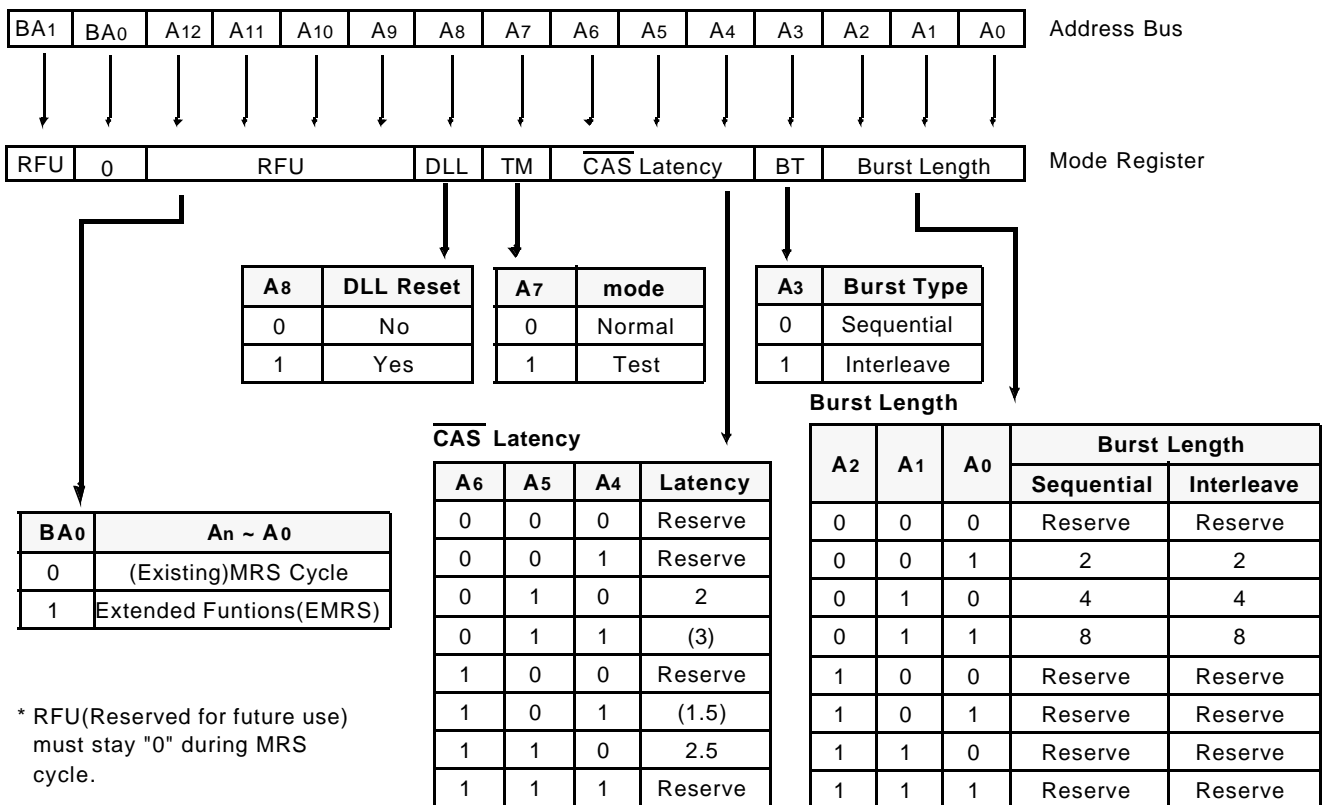 BA1 BA0 A12 A11 A10 A9 A8 A7 A6 A5 A4 A3 A2 A1 A0 Address Bus
RFU 0 RFU DLL TM CAS Latency BT Burst Length Mode Register
A8 DLL Reset
0 No
1 Yes
A7 mode
0 Normal
1 Test
A3 Burst Type
0 Sequential
1 Interleave
BA0 An ~ A0
0 (Existing)MRS Cycle
1 Extended Funtions(EMRS)
* RFU(Reserved for future use)
must stay "0" during MRS
cycle.
CAS Latency
A6 A5 A4 Latency
0 0 0 Reserve
0 0 1 Reserve
0 1 0 2
0 1 1 (3)
1 0 0 Reserve
1 0 1 (1.5)
1 1 0 2.5
1 1 1 Reserve
Burst Length
A2 A1 A0 Burst Length
Sequential Interleave
0 0 0 Reserve Reserve
0 0 1 2 2
0 1 0 4 4
0 1 1 8 8
1 0 0 Reserve Reserve
1 0 1 Reserve Reserve
1 1 0 Reserve Reserve
1 1 1 Reserve Reserve